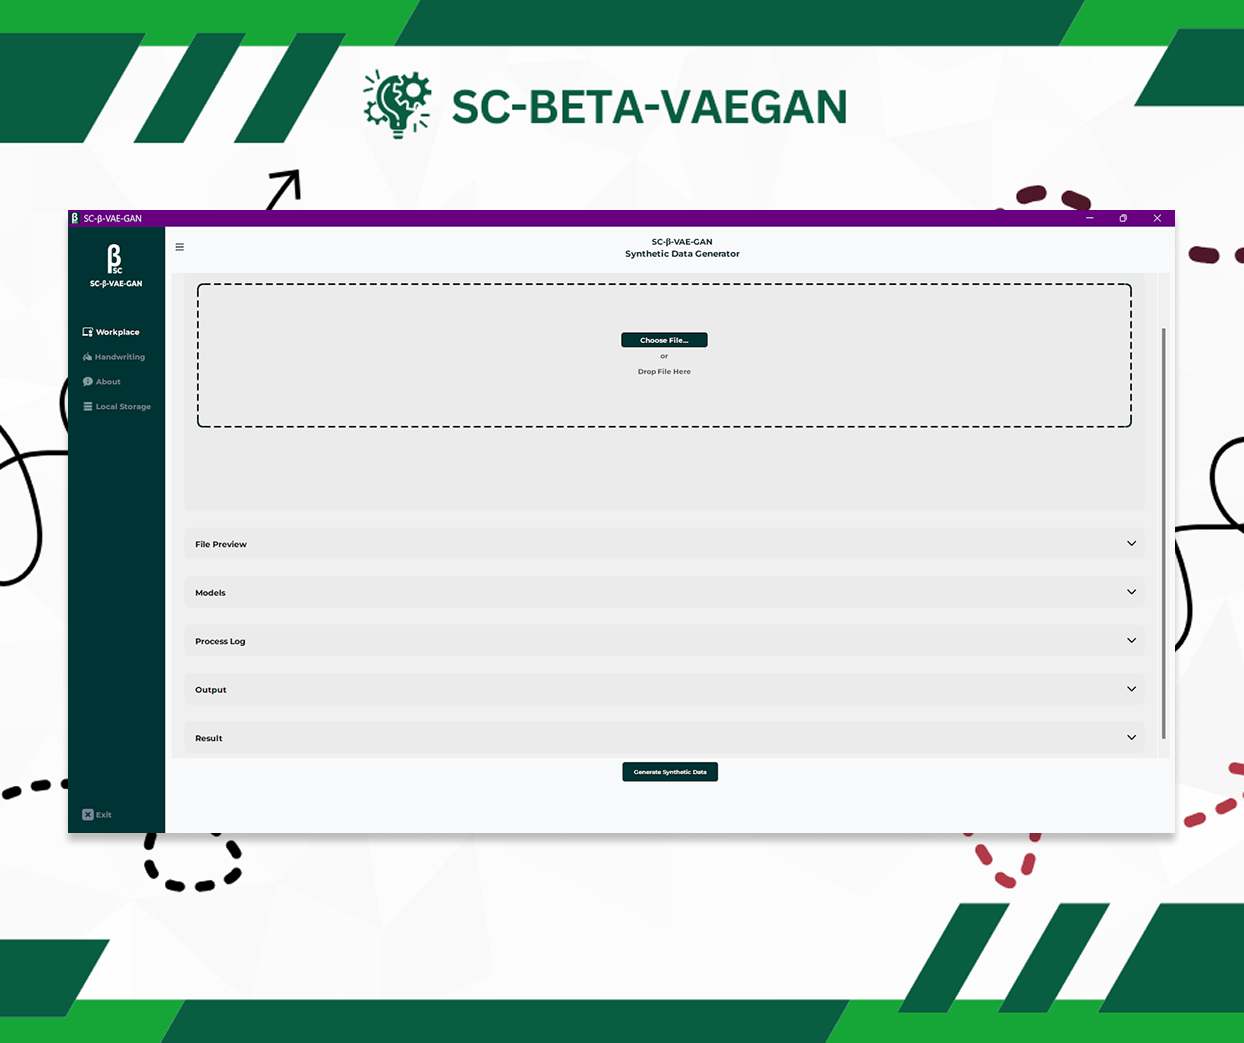 SC-BETA-VAEGAN
SC-β-VAE-GAN
β
SC
SC-β-VAE-GAN
Workplace
Handwriting
About
Local Storage
Exit
SC-β-VAE-GAN
Synthetic Data Generator
Choose File...
or
Drop File Here
File Preview
Models
Process Log
Output
Result
Generate Synthetic Data